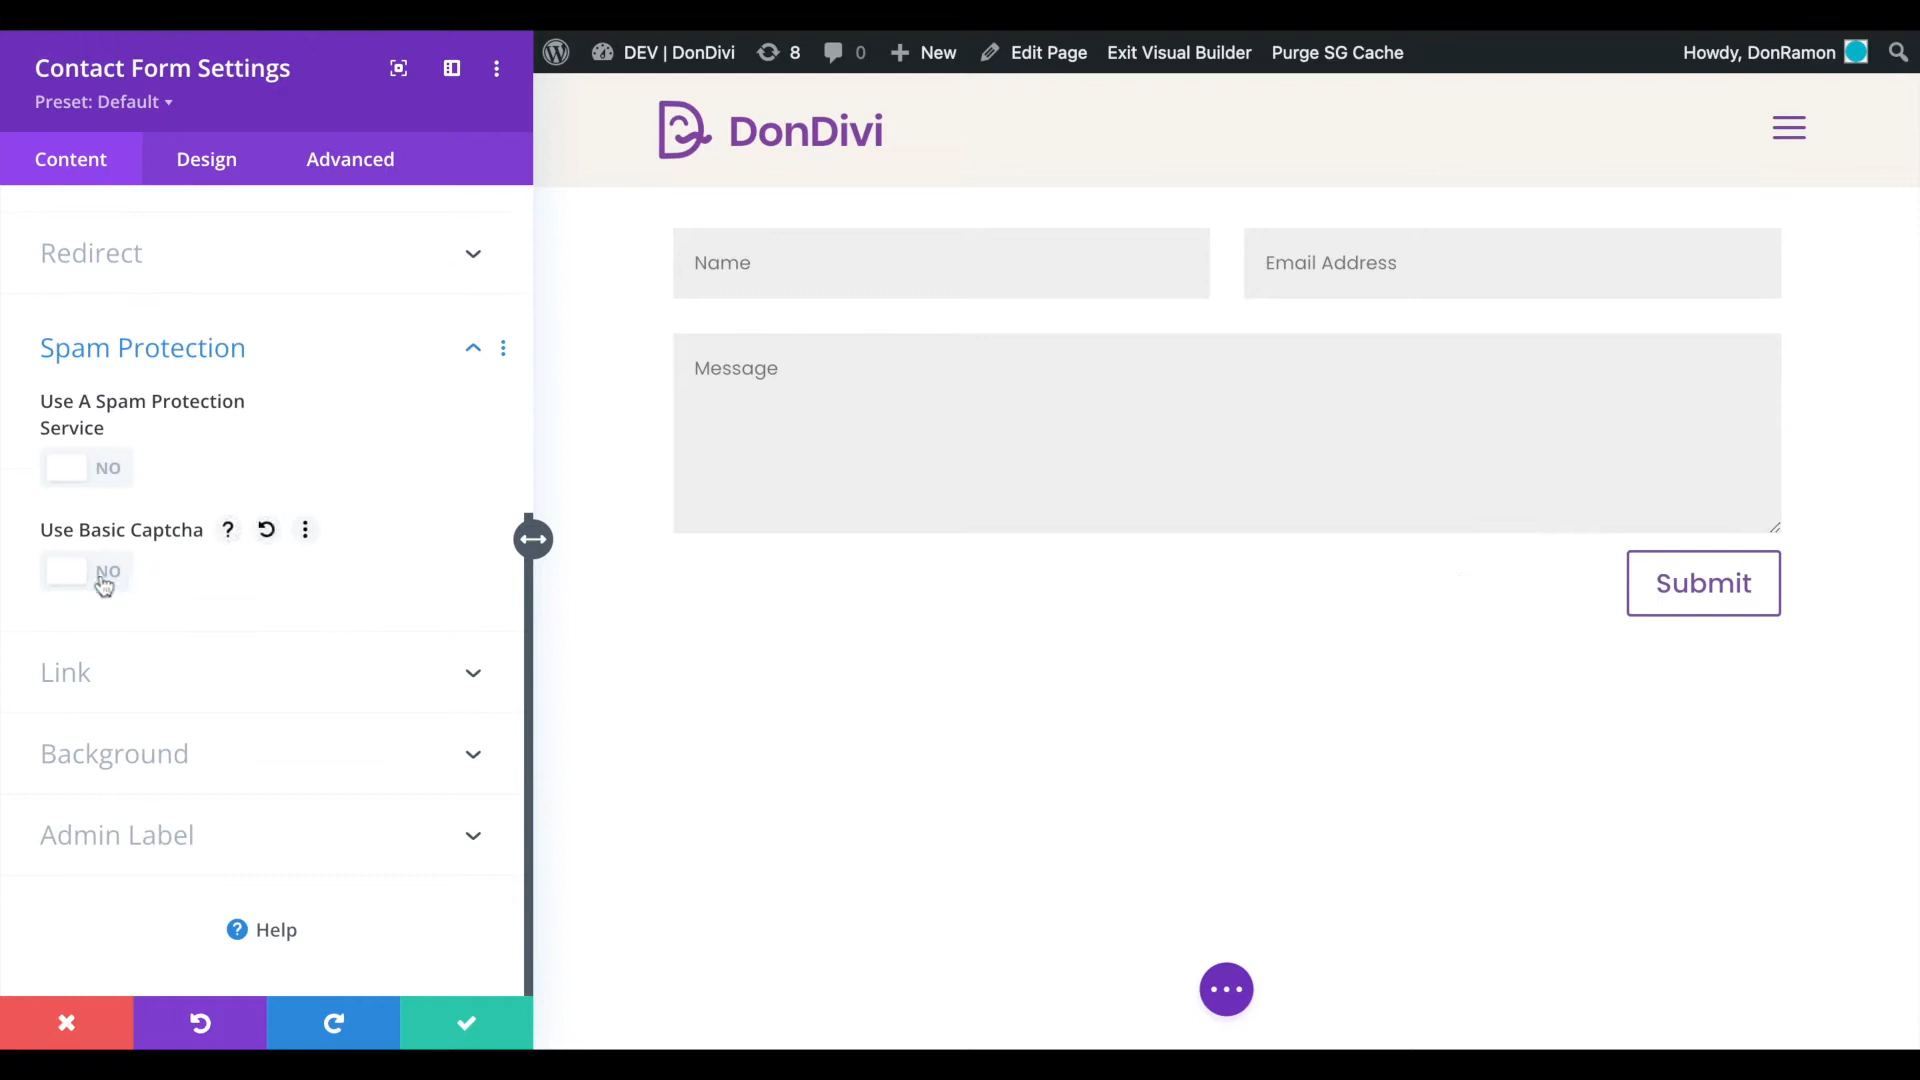 Contact Form Settings
Preset: Default
Content Design Advanced
Redirect
Spam Protection
Use A Spam Protection
Service
NO
Use Basic Captcha ?
NO
Link
Background
Admin Label
? Help
DEV | DonDivi 8 0 New Edit Page Exit Visual Builder Purge SG Cache Howdy, DonRamon
DonDivi
Name Email Address
Message
Submit